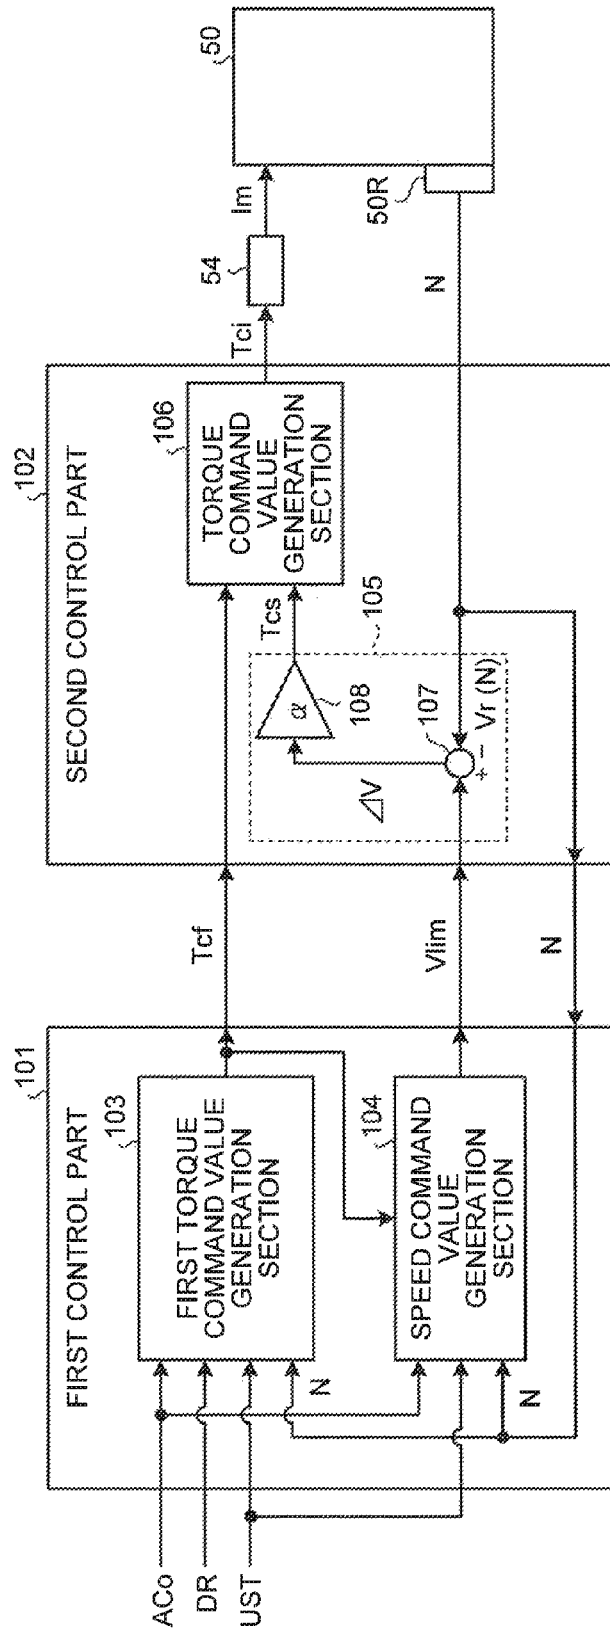 FIRST CONTROL PART
101
103
FIRST TORQUE
COMMAND VALUE
GENERATION
SECTION
ACo
DR
UST
N
104
SPEED COMMAND
VALUE
GENERATION
SECTION
N
Tcf
Vlim
N
SECOND CONTROL PART
102
106
TORQUE
COMMAND
VALUE
GENERATION
SECTION
Tcs
105
α
108
ΔV
107
+
−
Vr (N)
Tci
54
Im
50
50R
N